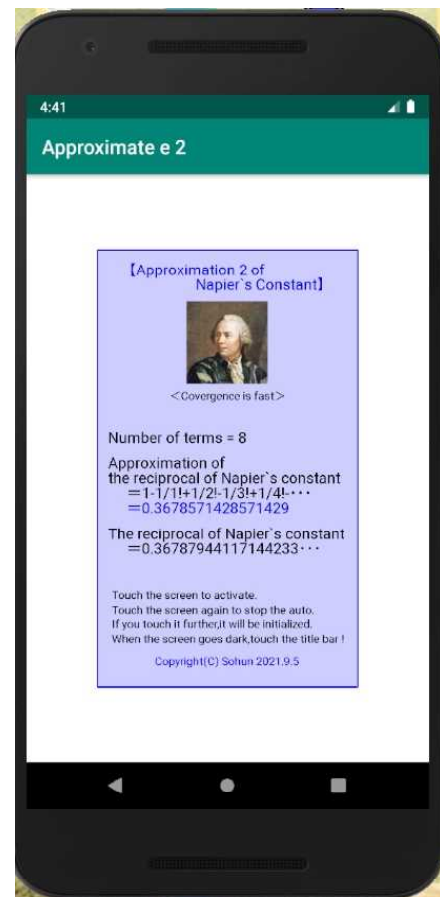 4:41
Approximate e 2
【Approximation 2 of
Napier`s Constant】
＜Covergence is fast＞
Number of terms = 8
Approximation of
the reciprocal of Napier`s constant
＝1-1/1!+1/2!-1/3!+1/4!-･･･
＝0.3678571428571429
The reciprocal of Napier`s constant
＝0.36787944117144233･･･
Touch the screen to activate.
Touch the screen again to stop the auto.
If you touch it further,it will be initialized.
When the screen goes dark,touch the title bar !
Copyright(C) Sohun 2021.9.5